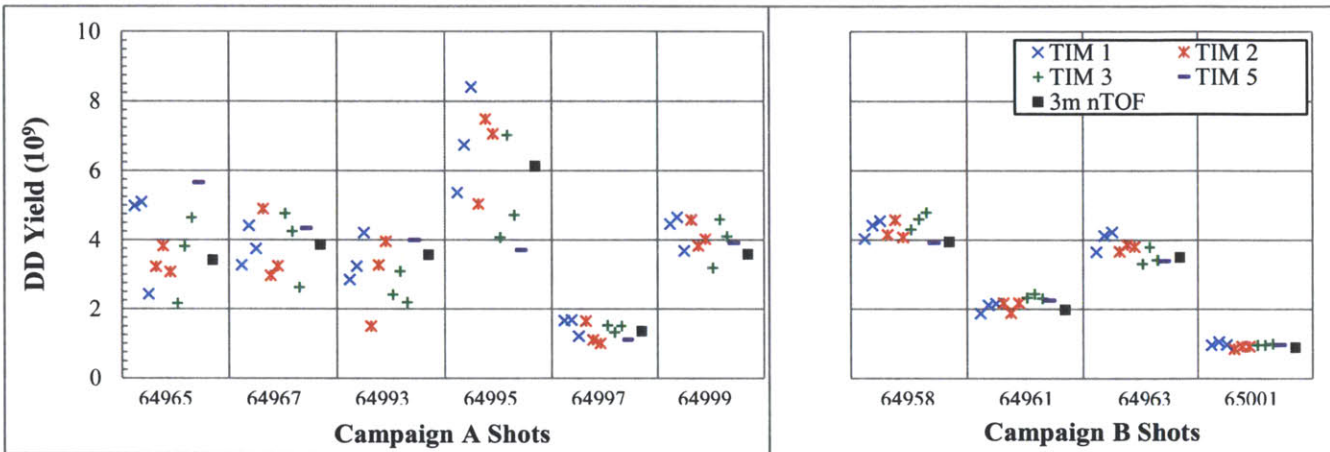 10
8
6
4
2
0
DD Yield (10⁹)
64965 64967 64993 64995 64997 64999
Campaign A Shots
TIM 1 TIM 2
TIM 3 TIM 5
3m nTOF
64958 64961 64963 65001
Campaign B Shots